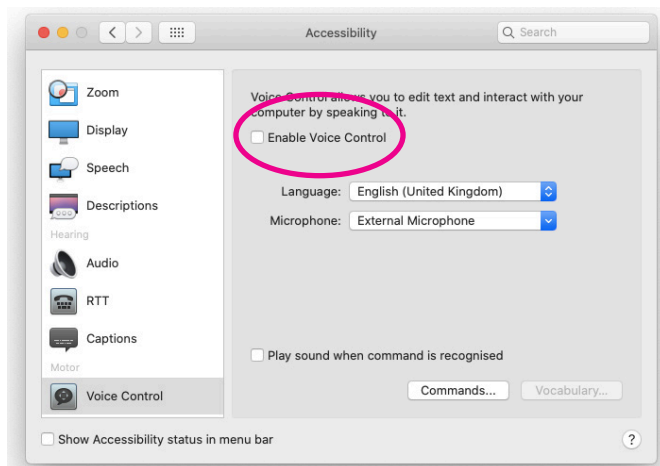 Accessibility
Search
Zoom
Display
Speech
Descriptions
Hearing
Audio
RTT
Captions
Motor
Voice Control
Voice Control allows you to edit text and interact with your
computer by speaking to it.
Enable Voice Control
Language: English (United Kingdom)
Microphone: External Microphone
Play sound when command is recognised
Commands... Vocabulary...
Show Accessibility status in menu bar
?